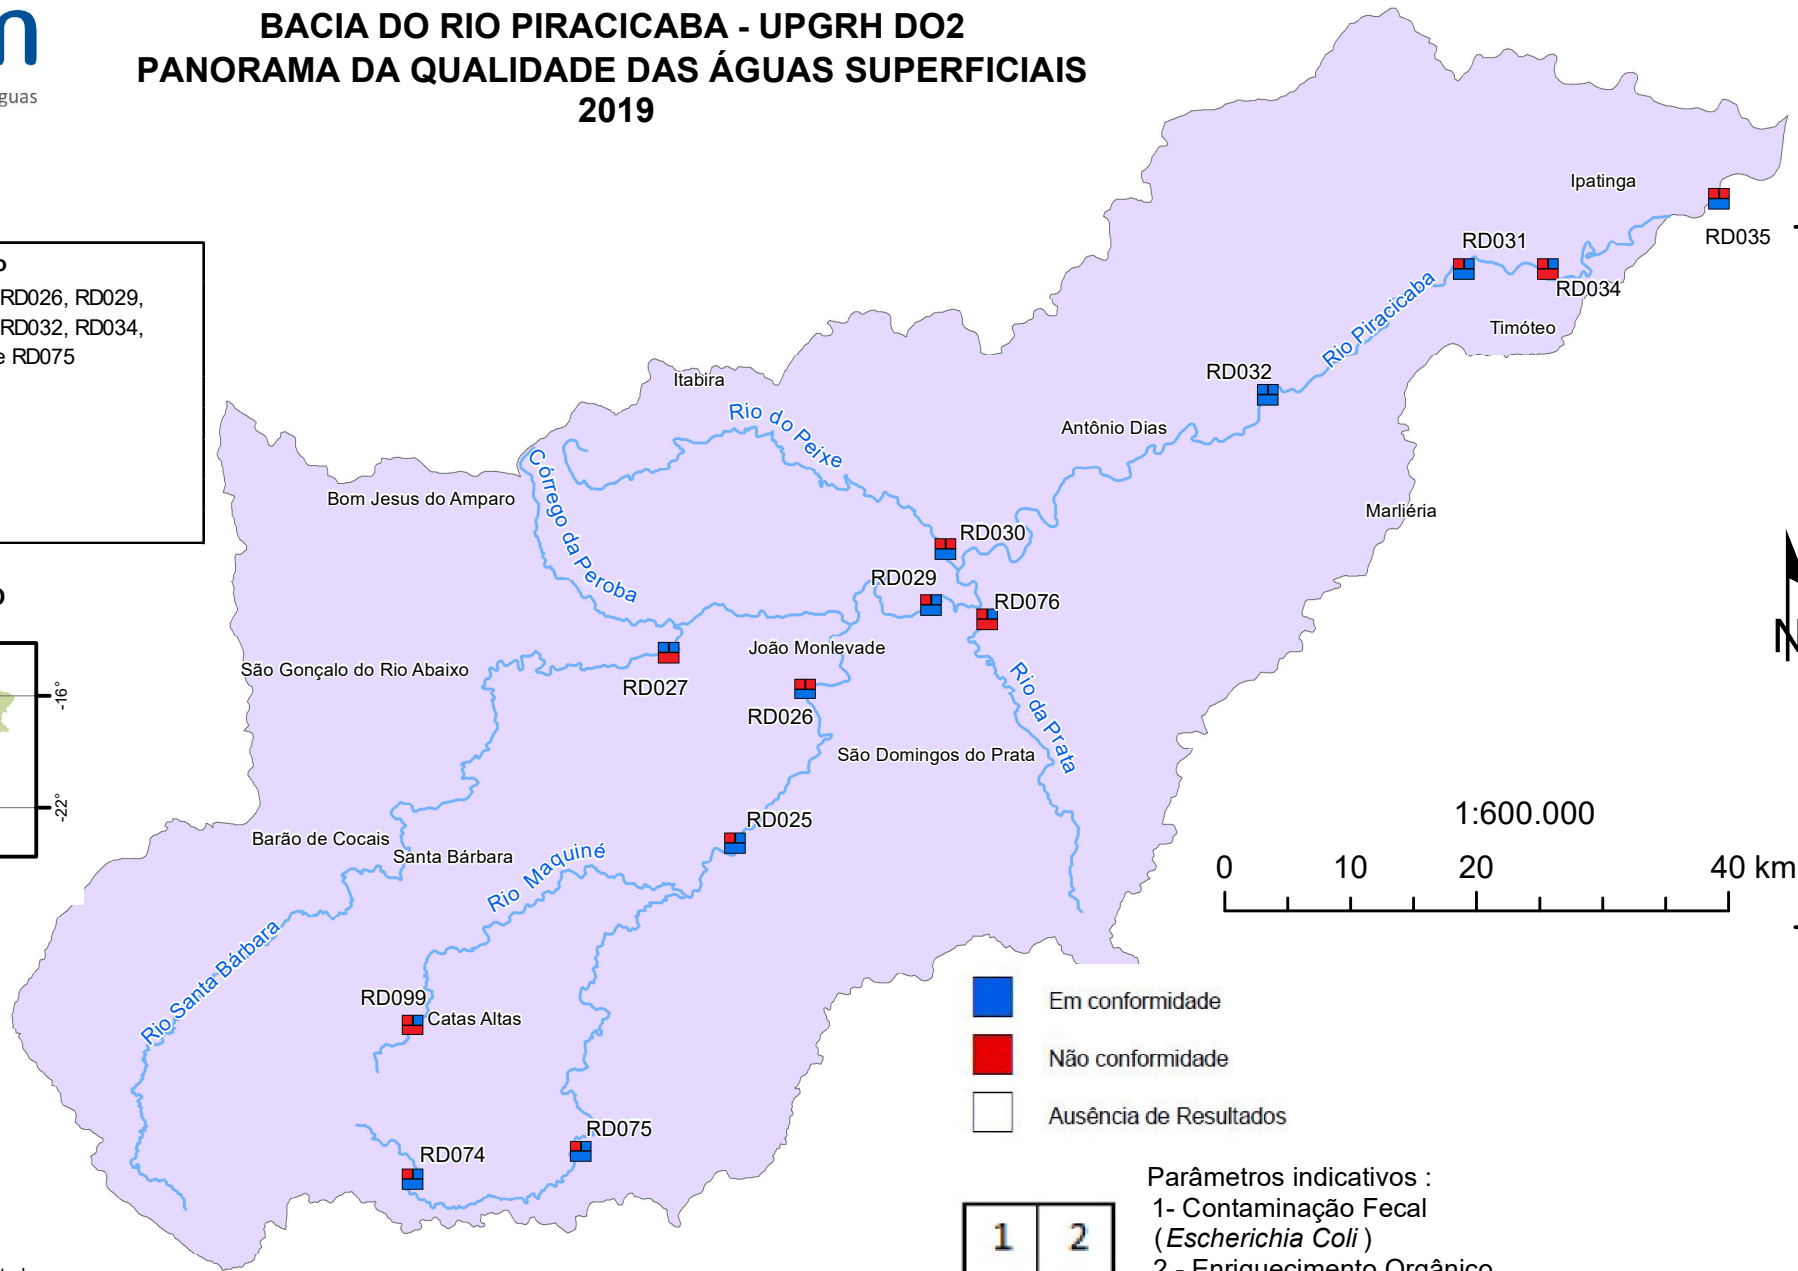 BACIA DO RIO PIRACICABA - UPGRH DO2
PANORAMA DA QUALIDADE DAS ÁGUAS SUPERFICIAIS
2019
guas
RD026, RD029,
RD032, RD034,
e RD075
-16°
-22°
Ipatinga
RD035
RD031
RD034
Rio Piracicaba
Timóteo
RD032
Itabira
Rio do Peixe
Antônio Dias
Córrego da Peroba
Bom Jesus do Amparo
Marliéria
RD030
RD029
RD076
João Monlevade
São Gonçalo do Rio Abaixo
RD027
RD026
Rio da Prata
São Domingos do Prata
RD025
Barão de Cocais
Santa Bárbara
Rio Maquiné
Rio Santa Bárbara
RD099
Catas Altas
RD075
RD074
N
1:600.000
0 10 20 40 km
Em conformidade
Não conformidade
Ausência de Resultados
Parâmetros indicativos :
1- Contaminação Fecal
(Escherichia Coli )
2 - Enriquecimento Orgânico
1 2